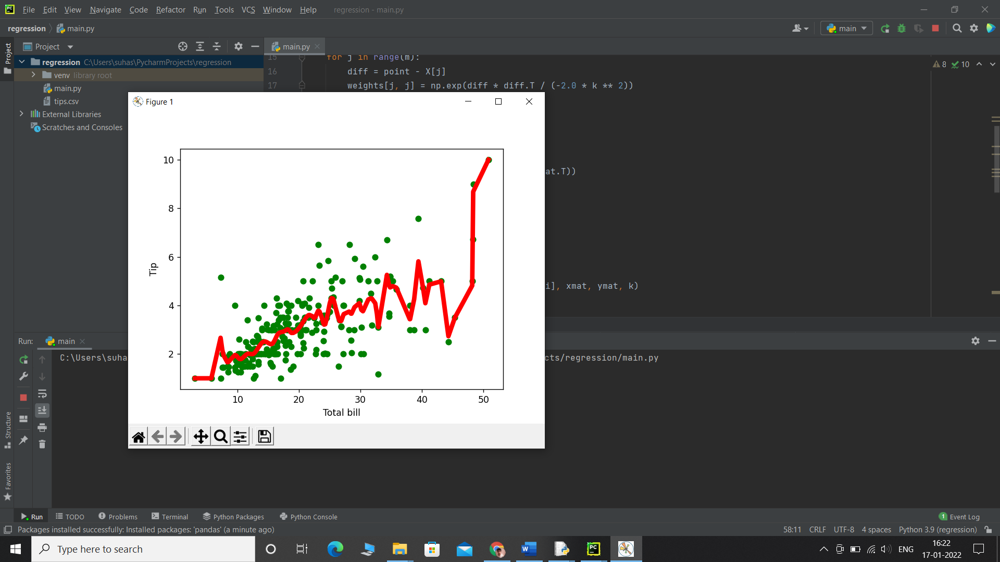 File Edit View Navigate Code Refactor Run Tools VCS Window Help regression - main.py
regression main.py
main
Project
Project
main.py
regression C:\Users\suhas\PycharmProjects\regression
venv library root
main.py
tips.csv
External Libraries
Scratches and Consoles
15 for j in range(m):
16 diff = point - X[j]
17 weights[j, j] = np.exp(diff * diff.T / (-2.0 * k ** 2))
8 10
at.T))
i], xmat, ymat, k)
Figure 1
10
8
6
4
2
Tip
10 20 30 40 50
Total bill
Run: main
C:\Users\suha
cts/regression/main.py
Structure
Favorites
Run TODO Problems Terminal Python Packages Python Console
1 Event Log
Packages installed successfully: Installed packages: 'pandas' (a minute ago)
58:11 CRLF UTF-8 4 spaces Python 3.9 (regression)
Type here to search
ENG
16:22
17-01-2022